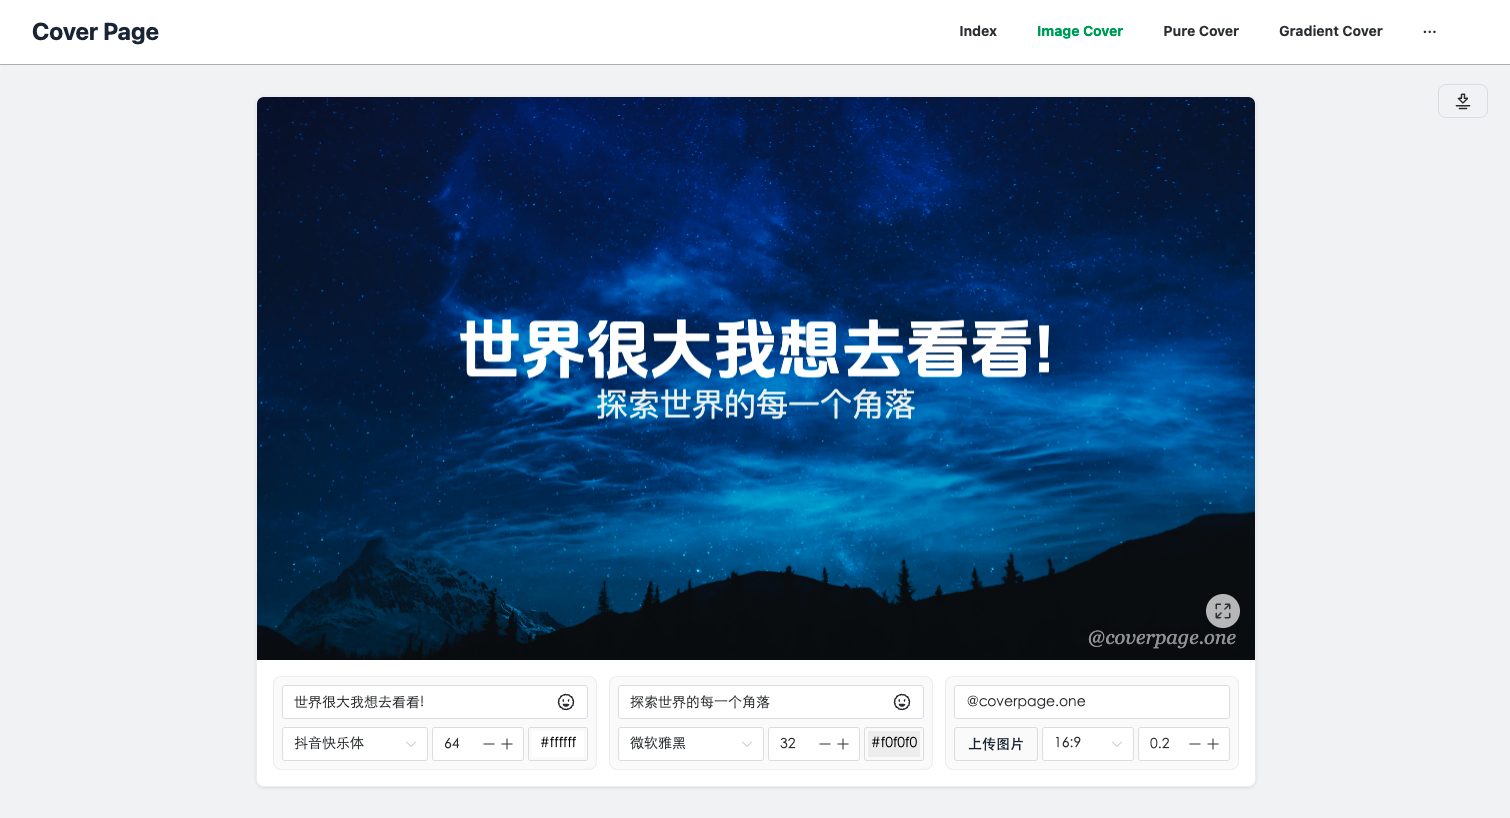 Cover Page
Index
Image Cover
Pure Cover
Gradient Cover
···
世界很大我想去看看!
探索世界的每一个角落
@coverpage.one
世界很大我想去看看!
抖音快乐体
64
#ffffff
探索世界的每一个角落
微软雅黑
32
#f0f0f0
@coverpage.one
上传图片
16:9
0.2